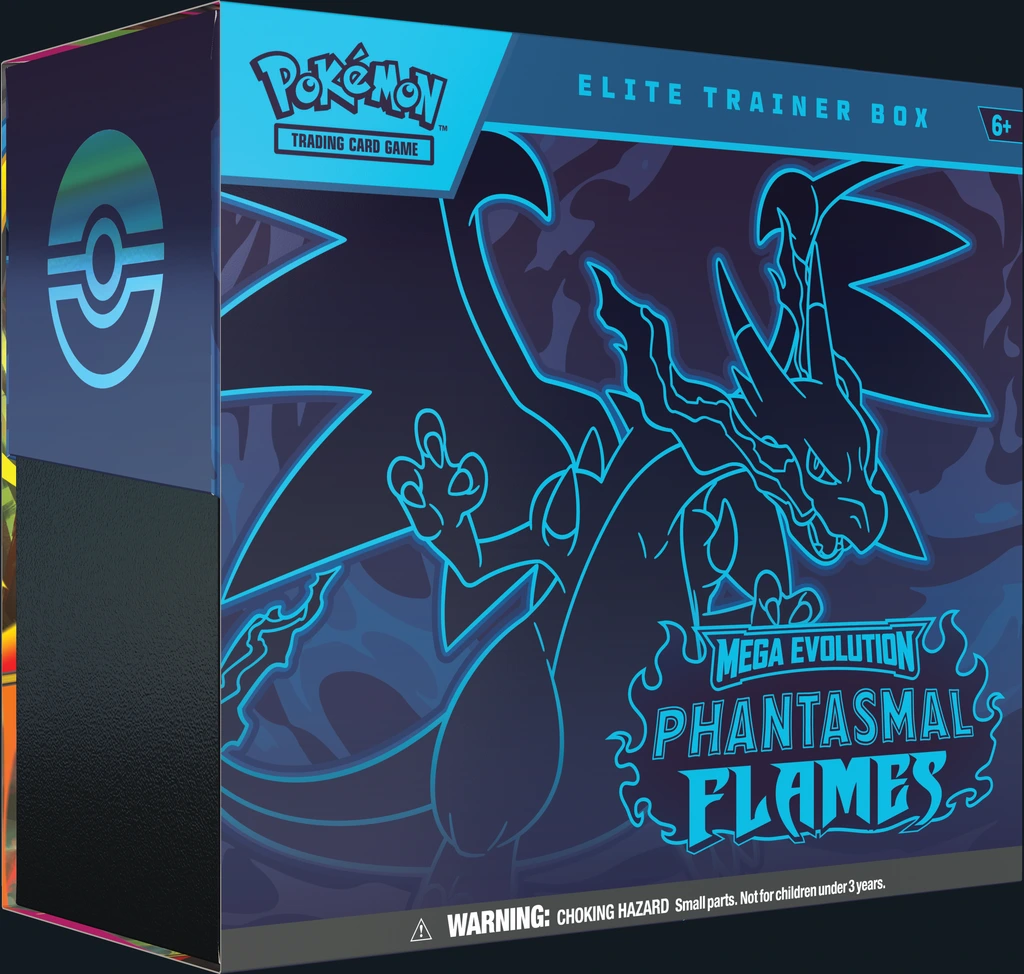 POKéMON™
TRADING CARD GAME
ELITE TRAINER BOX
6+
MEGA EVOLUTION
PHANTASMAL
FLAMES
WARNING: CHOKING HAZARD Small parts. Not for children under 3 years.